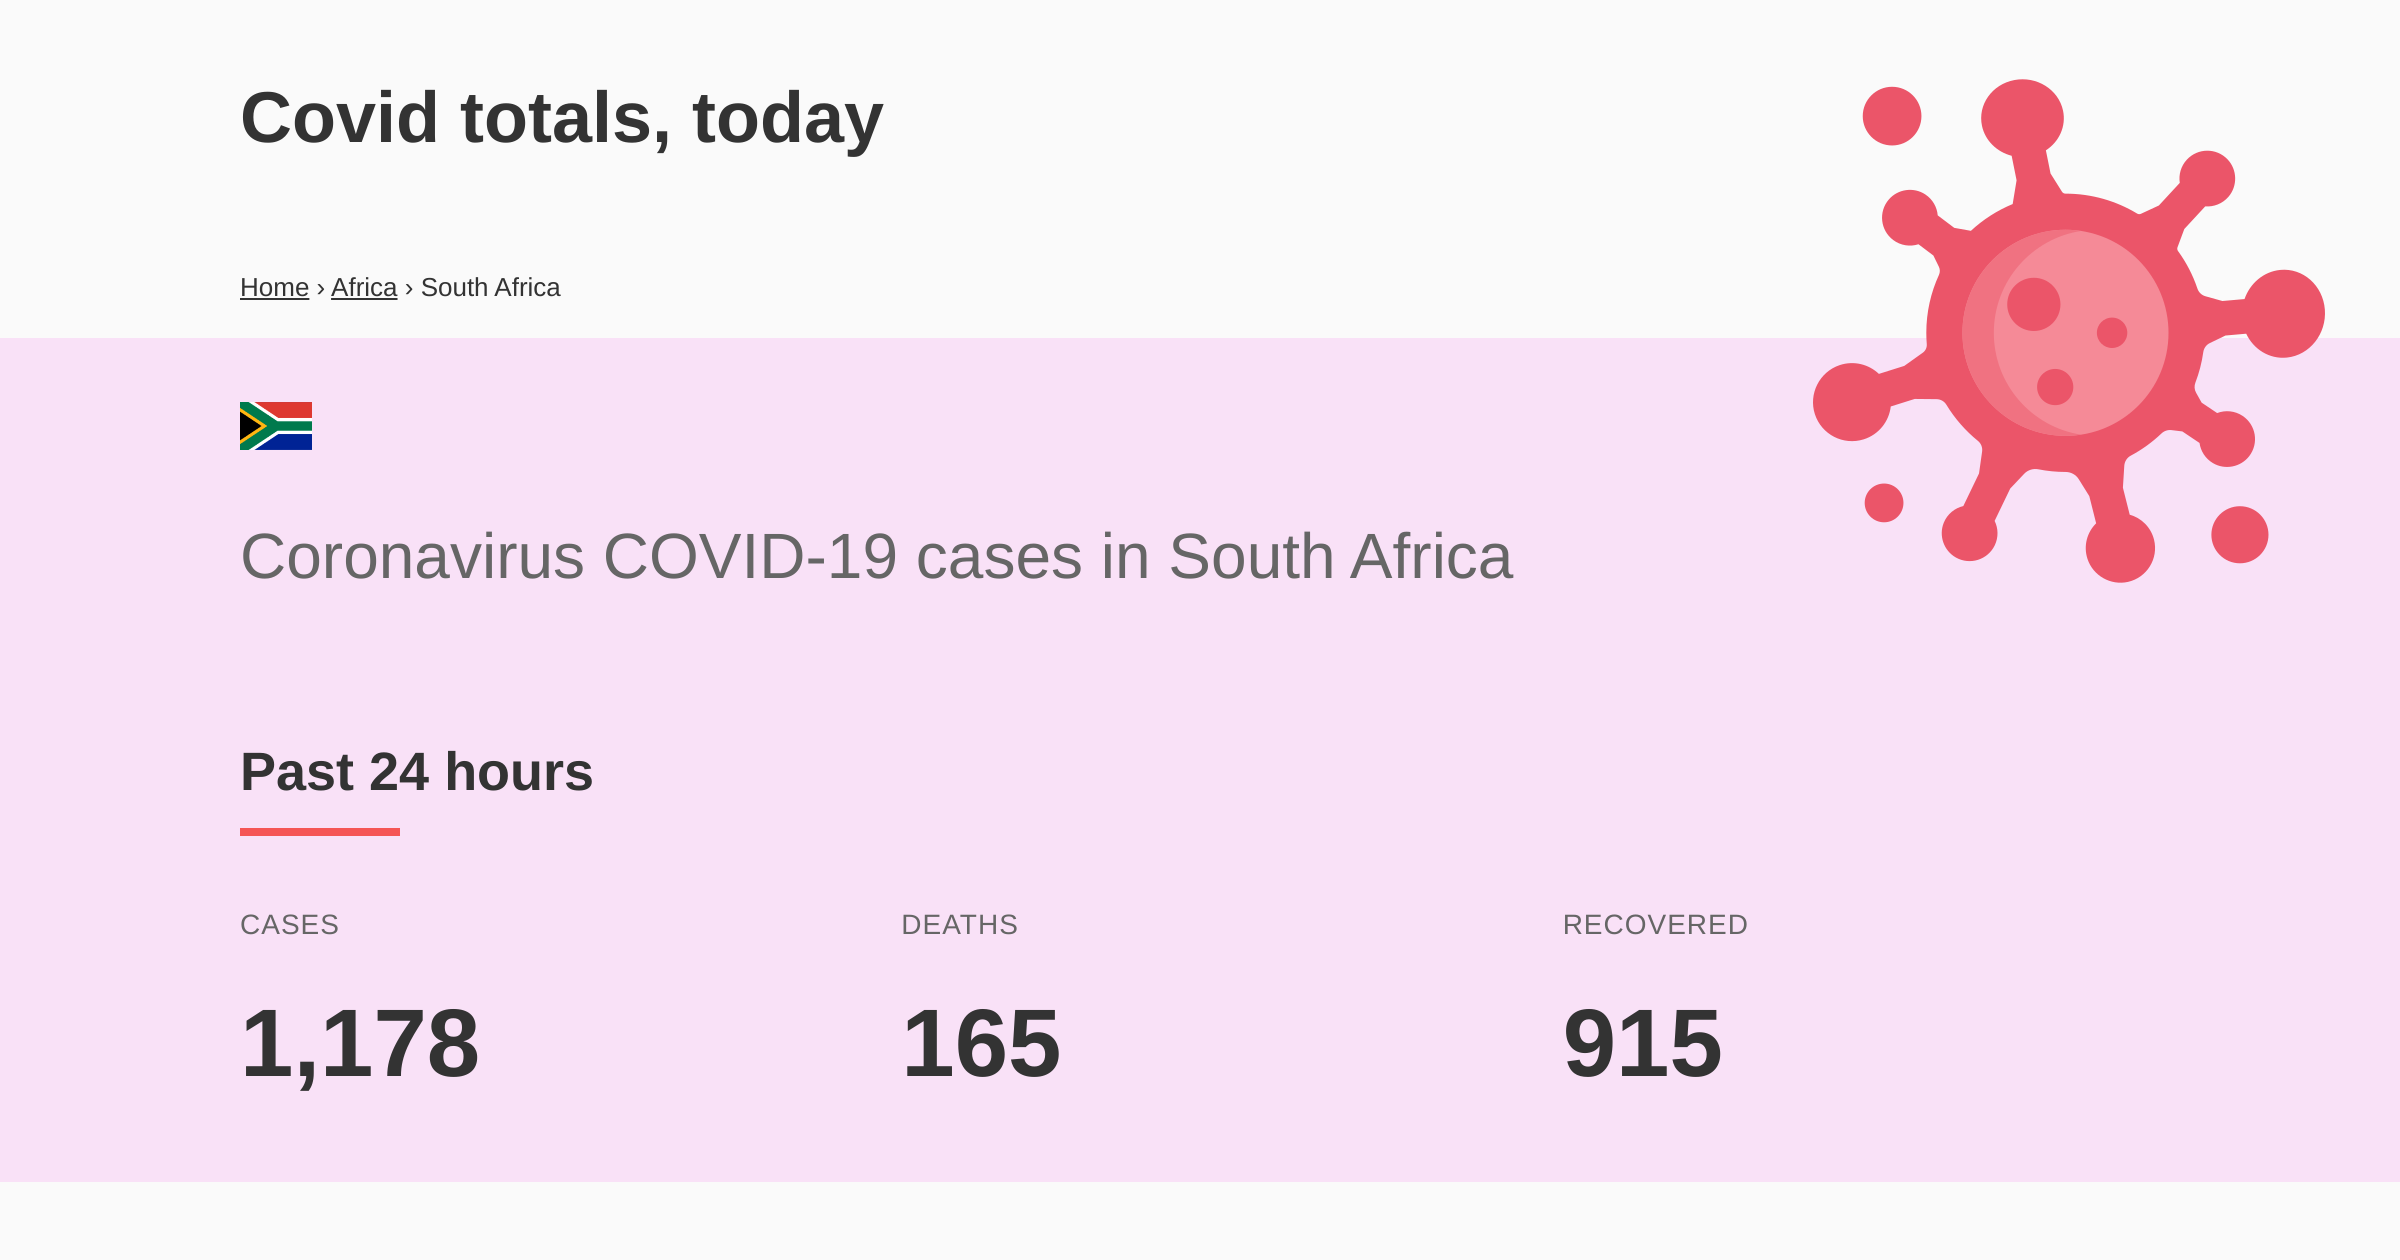 Covid totals, today
Home › Africa › South Africa
Coronavirus COVID-19 cases in South Africa
Past 24 hours
CASES DEATHS RECOVERED
1,178 165 915